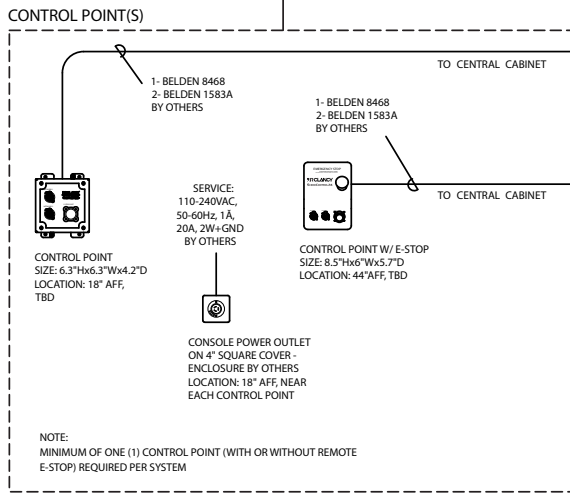 CONTROL POINT(S)
TO CENTRAL CABINET
1- BELDEN 8468
2- BELDEN 1583A
BY OTHERS
1- BELDEN 8468
2- BELDEN 1583A
BY OTHERS
EMERGENCY STOP
CLANCY
TO CENTRAL CABINET
SERVICE:
110-240VAC,
50-60Hz, 1Å,
20A, 2W+GND
BY OTHERS
CONTROL POINT
SIZE: 6.3"Hx6.3"Wx4.2"D
LOCATION: 18" AFF,
TBD
CONTROL POINT W/ E-STOP
SIZE: 8.5"Hx6"Wx5.7"D
LOCATION: 44"AFF, TBD
CONSOLE POWER OUTLET
ON 4" SQUARE COVER -
ENCLOSURE BY OTHERS
LOCATION: 18" AFF, NEAR
EACH CONTROL POINT
NOTE:
MINIMUM OF ONE (1) CONTROL POINT (WITH OR WITHOUT REMOTE
E-STOP) REQUIRED PER SYSTEM